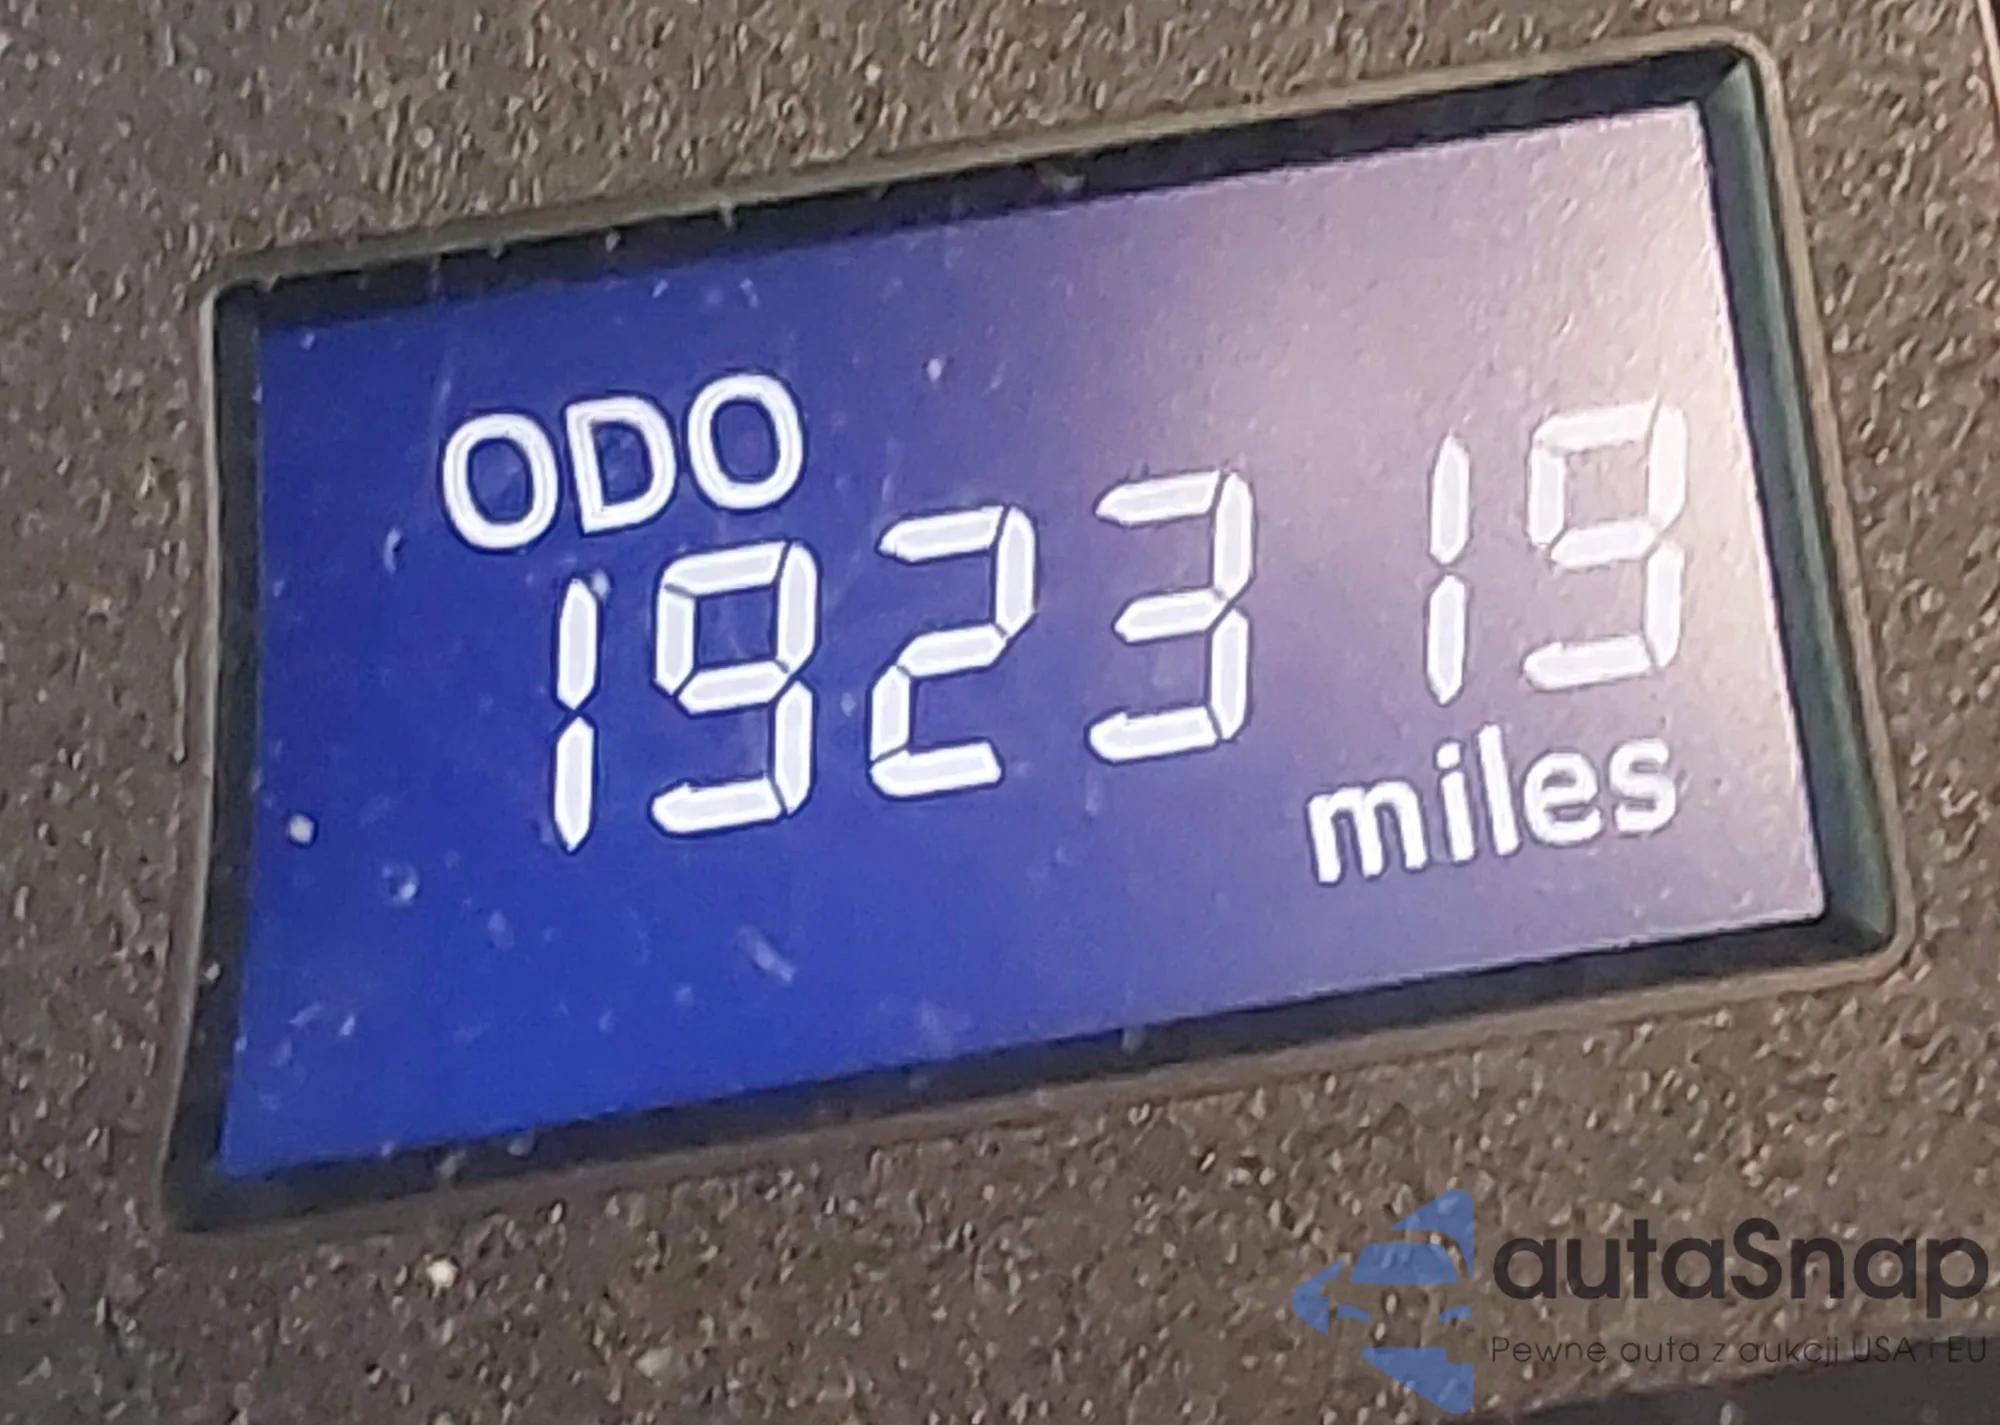 ODO
192319
miles
autaSnap
Pewne auta z aukcji USA i EU